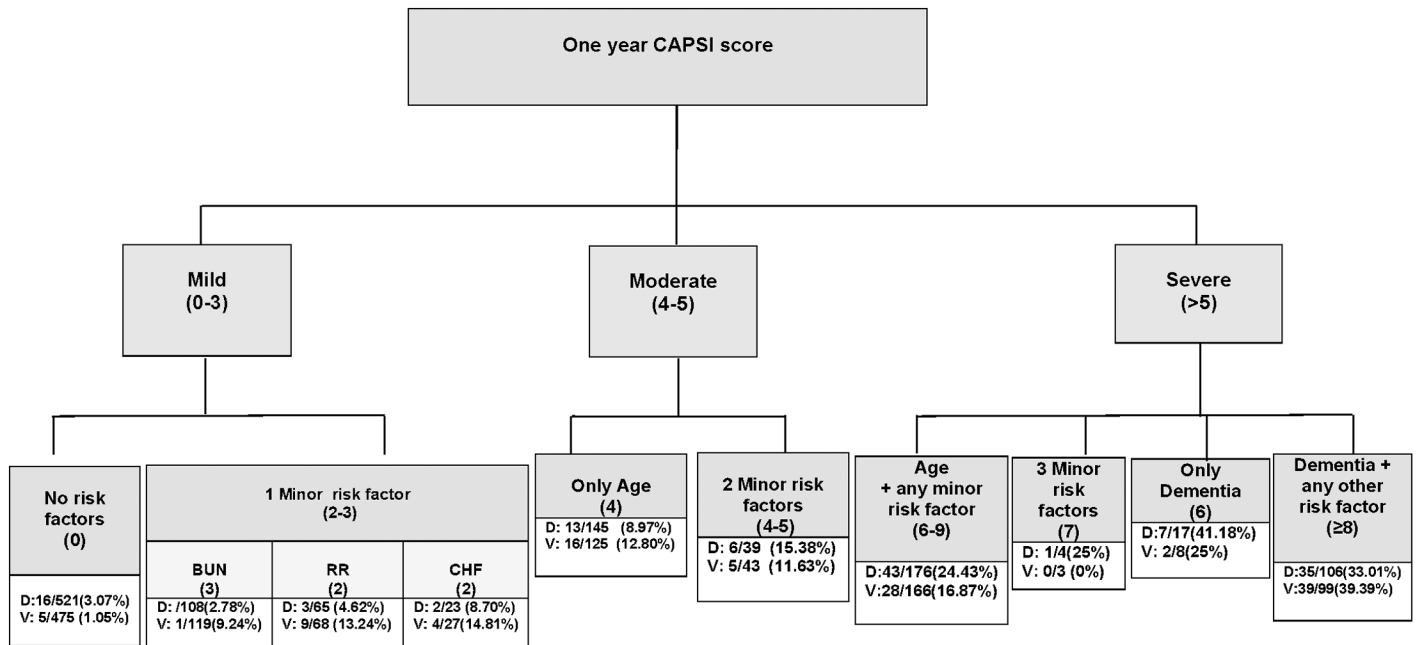 One year CAPSI score
Mild
(0-3)
Moderate
(4-5)
Severe
(>5)
No risk
factors
(0)
D:16/521(3.07%)
V: 5/475 (1.05%)
1 Minor risk factor
(2-3)
BUN
(3)
D: /108(2.78%)
V: 1/119(9.24%)
RR
(2)
D: 3/65 (4.62%)
V: 9/68 (13.24%)
CHF
(2)
D: 2/23 (8.70%)
V: 4/27(14.81%)
Only Age
(4)
D: 13/145 (8.97%)
V: 16/125 (12.80%)
2 Minor risk
factors
(4-5)
D: 6/39 (15.38%)
V: 5/43 (11.63%)
Age
+ any minor
risk factor
(6-9)
D:43/176(24.43%)
V:28/166(16.87%)
3 Minor
risk
factors
(7)
D: 1/4(25%)
V: 0/3 (0%)
Only
Dementia
(6)
D:7/17(41.18%)
V: 2/8(25%)
Dementia +
any other
risk factor
(≥8)
D:35/106(33.01%)
V:39/99(39.39%)